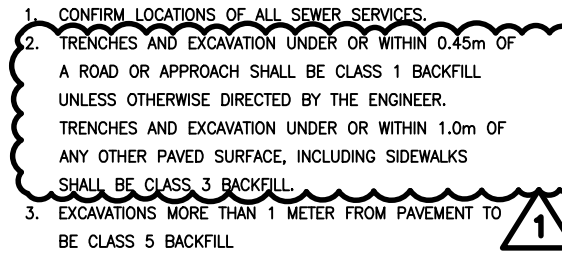 1. CONFIRM LOCATIONS OF ALL SEWER SERVICES.
2. TRENCHES AND EXCAVATION UNDER OR WITHIN 0.45m OF
A ROAD OR APPROACH SHALL BE CLASS 1 BACKFILL
UNLESS OTHERWISE DIRECTED BY THE ENGINEER.
TRENCHES AND EXCAVATION UNDER OR WITHIN 1.0m OF
ANY OTHER PAVED SURFACE, INCLUDING SIDEWALKS
SHALL BE CLASS 3 BACKFILL.
3. EXCAVATIONS MORE THAN 1 METER FROM PAVEMENT TO
BE CLASS 5 BACKFILL
1